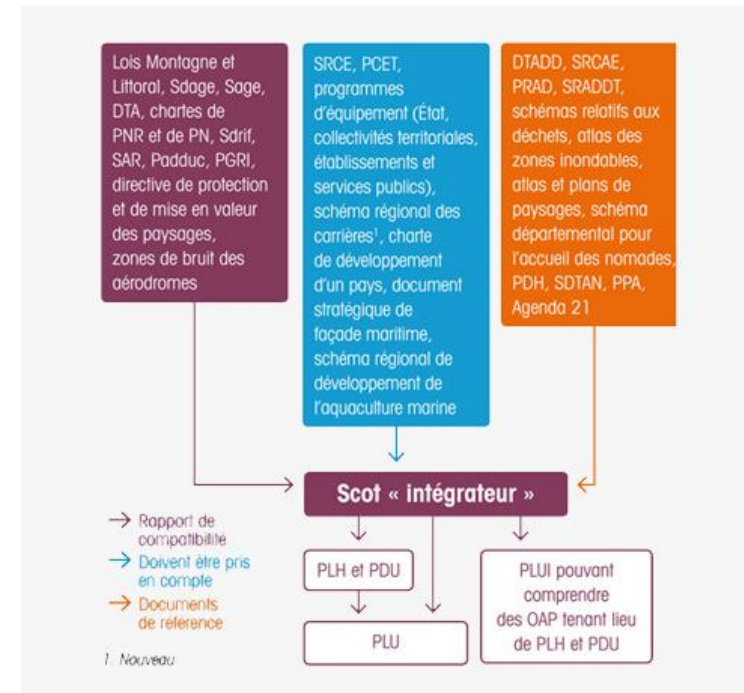 Lois Montagne et
Littoral, Sdage, Sage,
DTA, chartes de
PNR et de PN, Sdrif,
SAR, Padduc, PGRI,
directive de protection
et de mise en valeur
des paysages,
zones de bruit des
aérodromes
SRCE, PCET,
programmes
d'équipement (État,
collectivités territoriales,
établissements et
services publics),
schéma régional des
carrières¹, charte
de développement
d'un pays, document
stratégique de
façade maritime,
schéma régional de
développement de
l'aquaculture marine
DTADD, SRCAE,
PRAD, SRADDT,
schémas relatifs aux
déchets, atlas des
zones inondables,
atlas et plans de
paysages, schéma
départemental pour
l'accueil des nomades,
PDH, SDTAN, PPA,
Agenda 21
Scot « intégrateur »
Rapport de
compatibilité
Doivent être pris
en compte
Documents
de référence
1. Nouveau
PLH et PDU
PLU
PLUI pouvant
comprendre
des OAP tenant lieu
de PLH et PDU